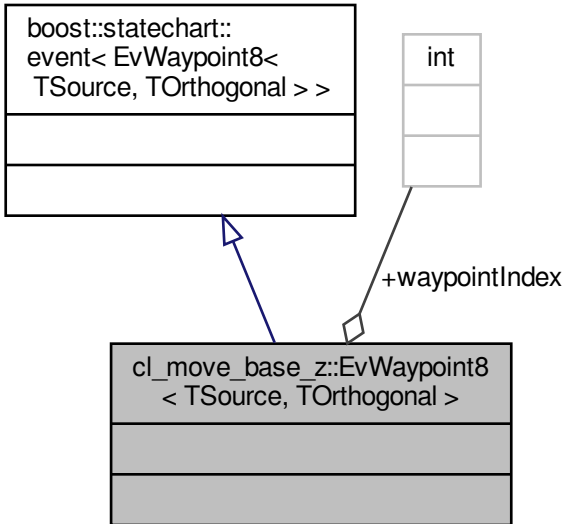 boost::statechart::
event< EvWaypoint8<
TSource, TOrthogonal > >
int
+waypointIndex
cl_move_base_z::EvWaypoint8
< TSource, TOrthogonal >